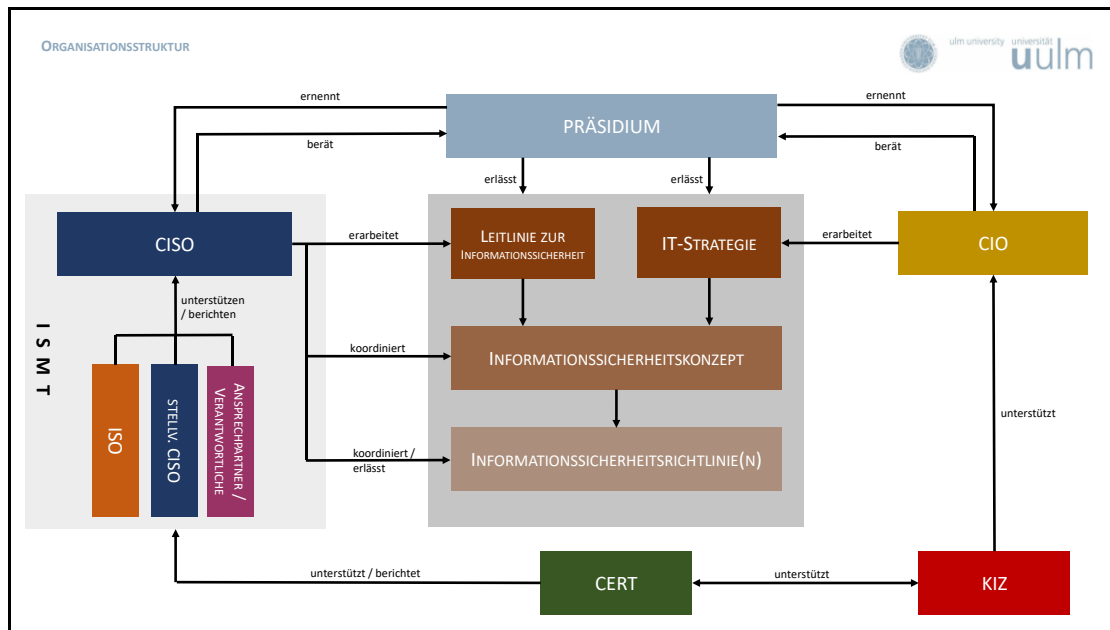 ORGANISATIONSSTRUKTUR
ulm university universität
uulm
ernennt
PRÄSIDIUM
ernennt
berät
berät
erlässt
erlässt
CISO
erarbeitet
LEITLINIE ZUR
INFORMATIONSSICHERHEIT
IT-STRATEGIE
erarbeitet
CIO
unterstützen
/ berichten
ISMT
koordiniert
INFORMATIONSSICHERHEITSKONZEPT
ISO
STELLV. CISO
ANSPRECHPARTNER /
VERANTWORTLICHE
unterstützt
koordiniert /
erlässt
INFORMATIONSSICHERHEITSRICHTLINIE(N)
unterstützt / berichtet
CERT
unterstützt
KIZ